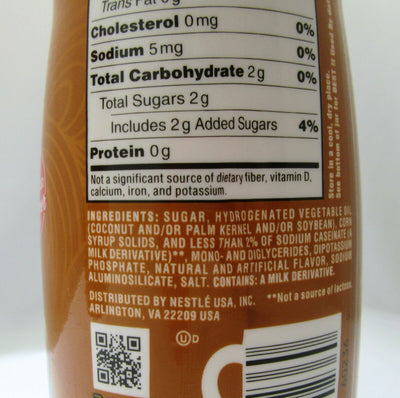 Trans Fat 0g
Cholesterol 0mg 0%
Sodium 5mg 0%
Total Carbohydrate 2g 0%
Total Sugars 2g
Includes 2g Added Sugars 4%
Protein 0g
Not a significant source of dietary fiber, vitamin D,
calcium, iron, and potassium.
INGREDIENTS: SUGAR, HYDROGENATED VEGETABLE OIL
(COCONUT AND/OR PALM KERNEL AND/OR SOYBEAN), CORN
SYRUP SOLIDS, AND LESS THAN 2% OF SODIUM CASEINATE (A
MILK DERIVATIVE)**, MONO- AND DIGLYCERIDES, DIPOTASSIUM
PHOSPHATE, NATURAL AND ARTIFICIAL FLAVOR, SODIUM
ALUMINOSILICATE, SALT. CONTAINS: A MILK DERIVATIVE.
**Not a source of lactose.
DISTRIBUTED BY NESTLÉ USA, INC.
ARLINGTON, VA 22209 USA
U D
Store in a cool, dry place.
See bottom of jar for BEST if Used By